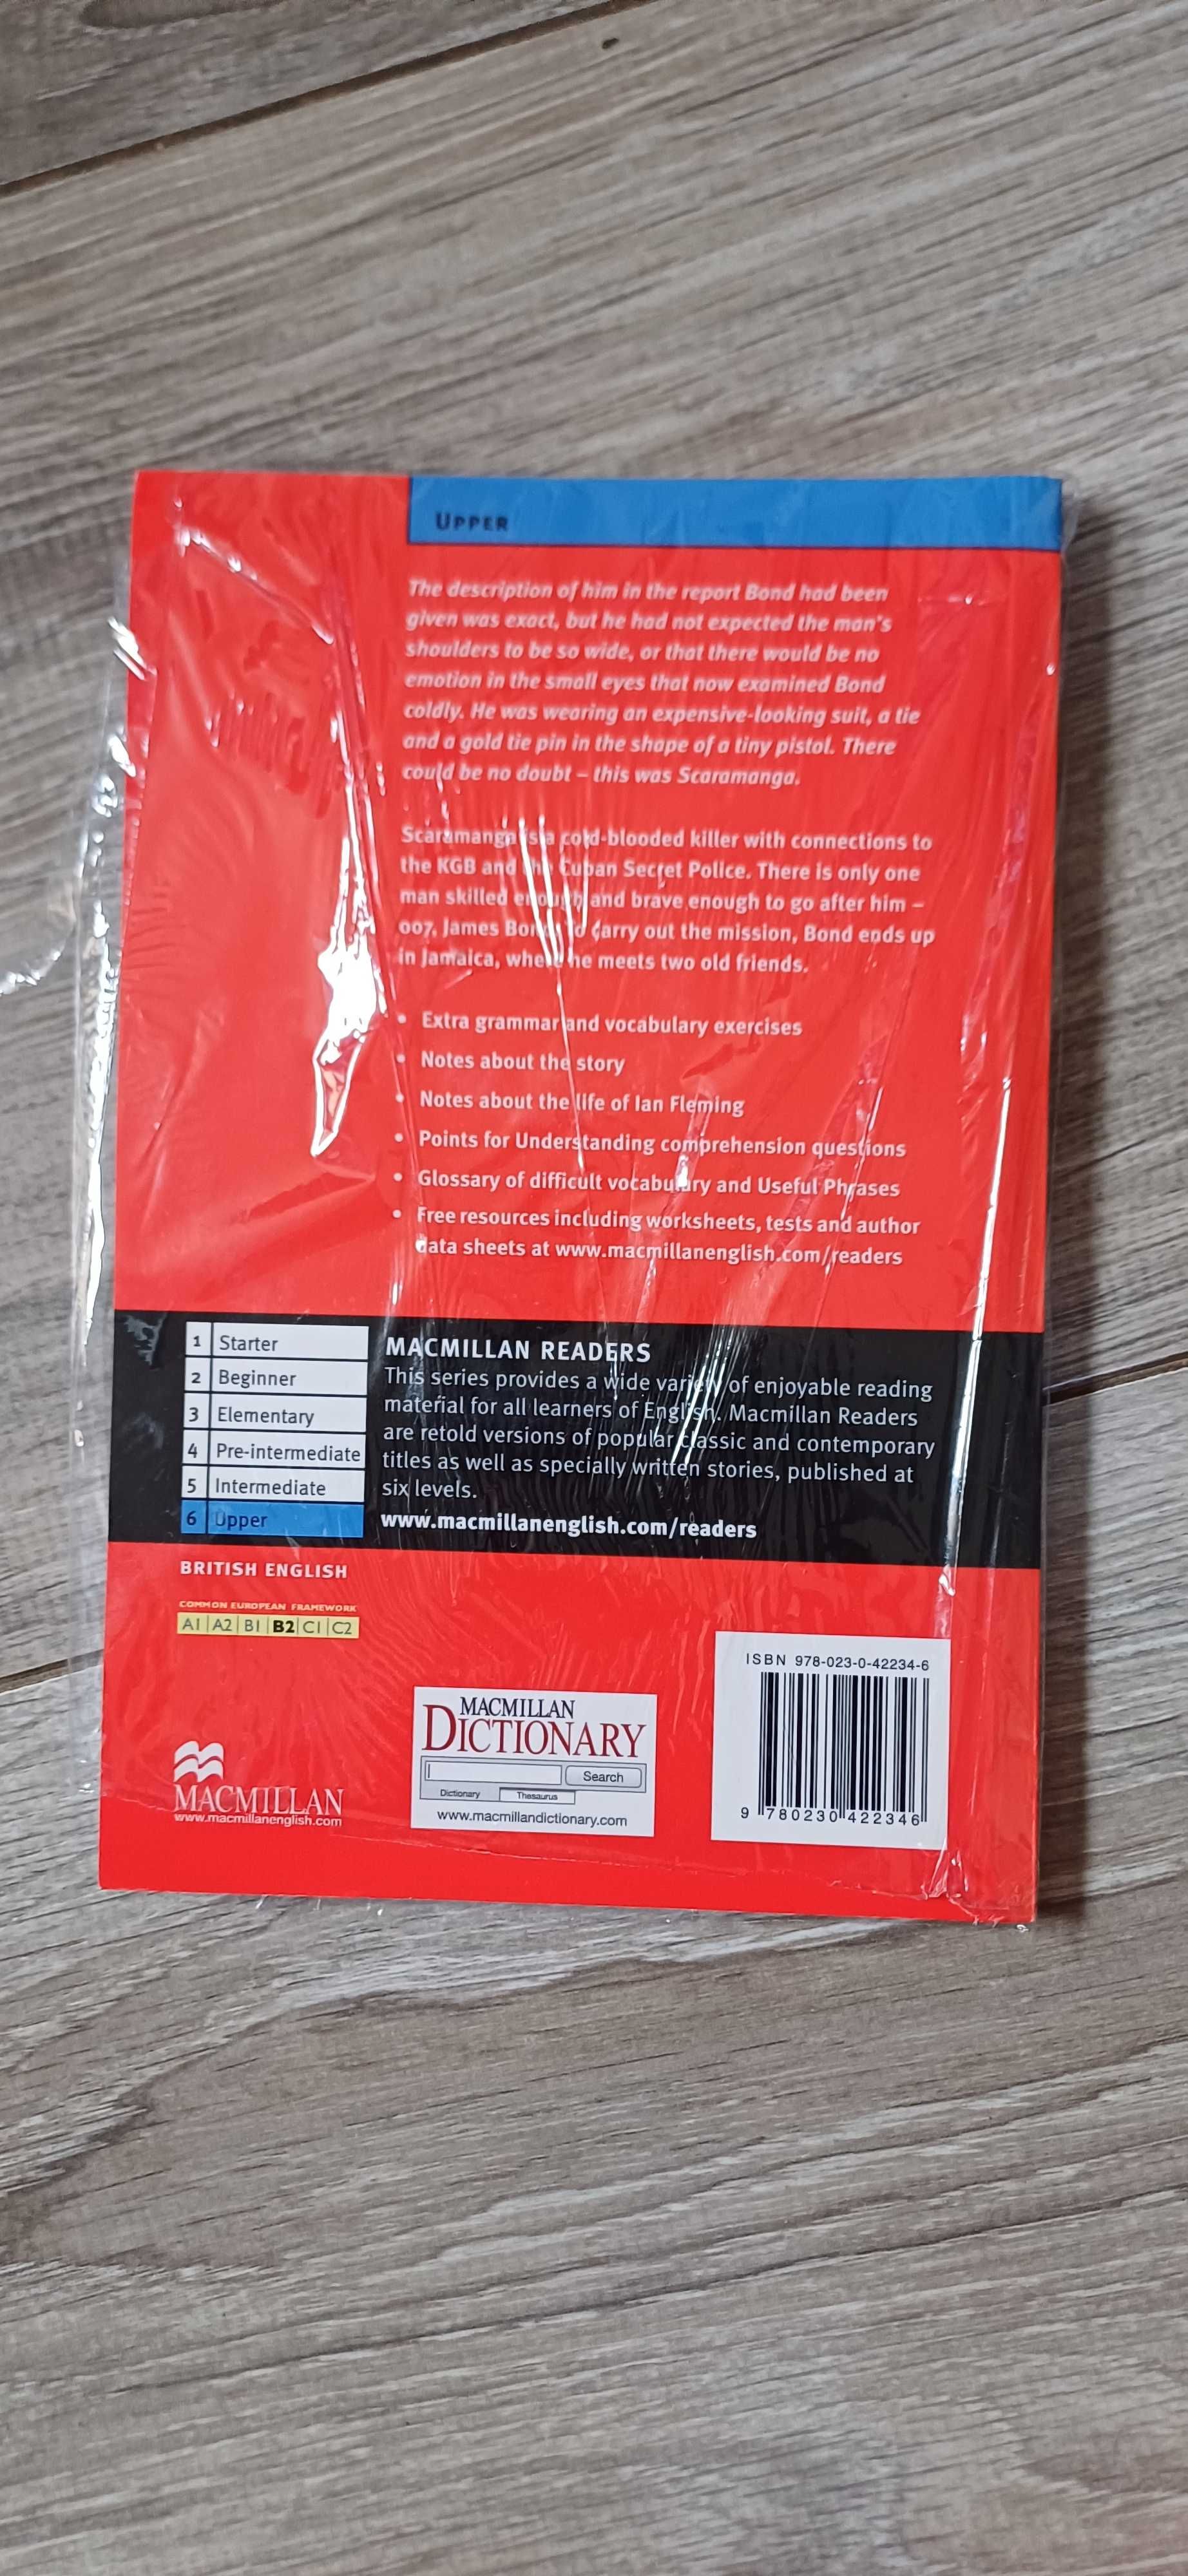 UPPER
The description of him in the report Bond had been
given was exact, but he had not expected the man's
shoulders to be so wide, or that there would be no
emotion in the small eyes that now examined Bond
coldly. He was wearing an expensive-looking suit, a tie
and a gold tie pin in the shape of a tiny pistol. There
could be no doubt – this was Scaramanga.
Scaramanga is a cold-blooded killer with connections to
the KGB and the Cuban Secret Police. There is only one
man skilled enough and brave enough to go after him –
007, James Bond. To carry out the mission, Bond ends up
in Jamaica, where he meets two old friends.
• Extra grammar and vocabulary exercises
• Notes about the story
• Notes about the life of Ian Fleming
• Points for Understanding comprehension questions
• Glossary of difficult vocabulary and Useful Phrases
• Free resources including worksheets, tests and author
data sheets at www.macmillanenglish.com/readers
1 Starter
2 Beginner
3 Elementary
4 Pre-intermediate
5 Intermediate
6 Upper
MACMILLAN READERS
This series provides a wide variety of enjoyable reading
material for all learners of English. Macmillan Readers
are retold versions of popular classic and contemporary
titles as well as specially written stories, published at
six levels.
www.macmillanenglish.com/readers
BRITISH ENGLISH
COMMON EUROPEAN FRAMEWORK
A1 | A2 | B1 | B2 | C1 | C2
MACMILLAN
www.macmillanenglish.com
MACMILLAN
DICTIONARY
Search
Dictionary Thesaurus
www.macmillandictionary.com
ISBN 978-023-0-42234-6
9 780230 422346